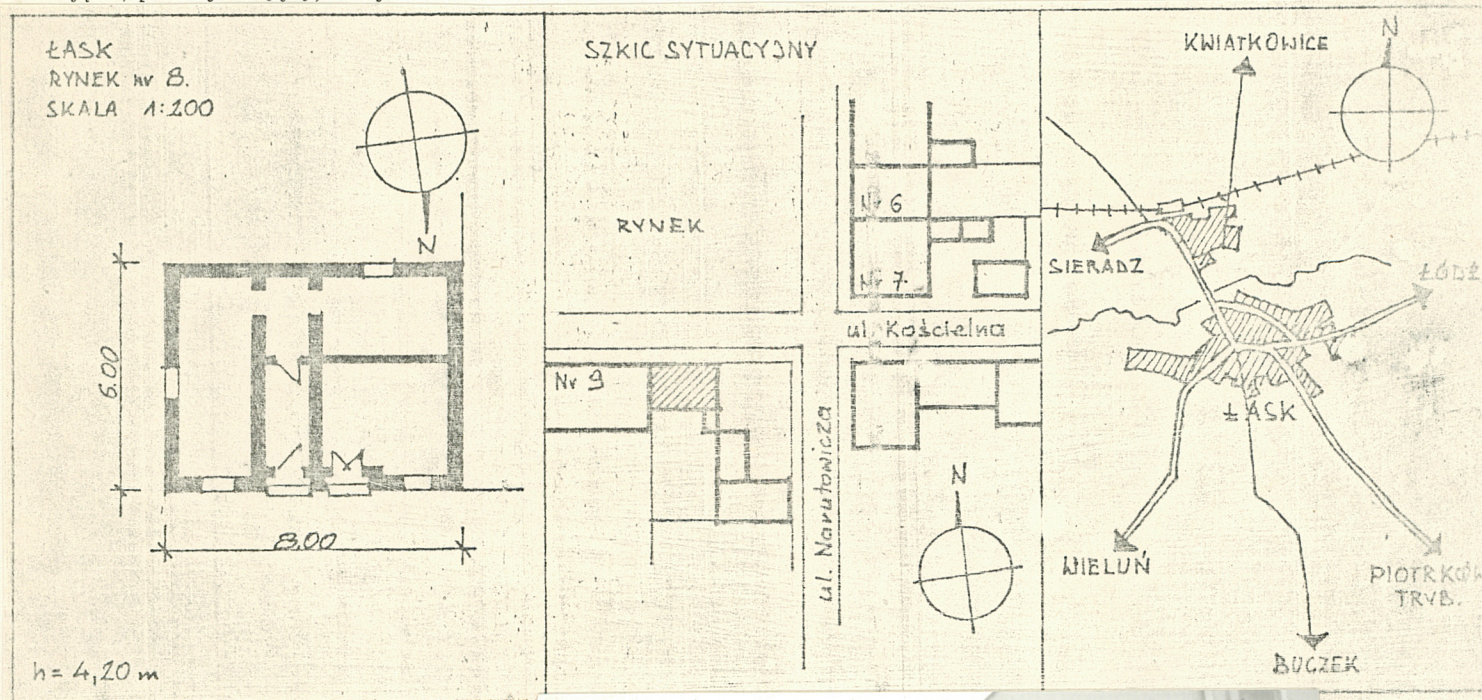 ŁASK
RYNEK nr 8.
SKALA 1:200
N
6.00
8.00
h = 4,20 m
SZKIC SYTUACYJNY
RYNEK
Nr 6
Nr 7.
ul. Kościelna
Nr 9
ul. Narutowicza
N
KWIATKOWICE
N
SIERADZ
ŁÓDŹ
ŁASK
WIELUŃ
PIOTRKÓW
TRYB.
BUCZEK